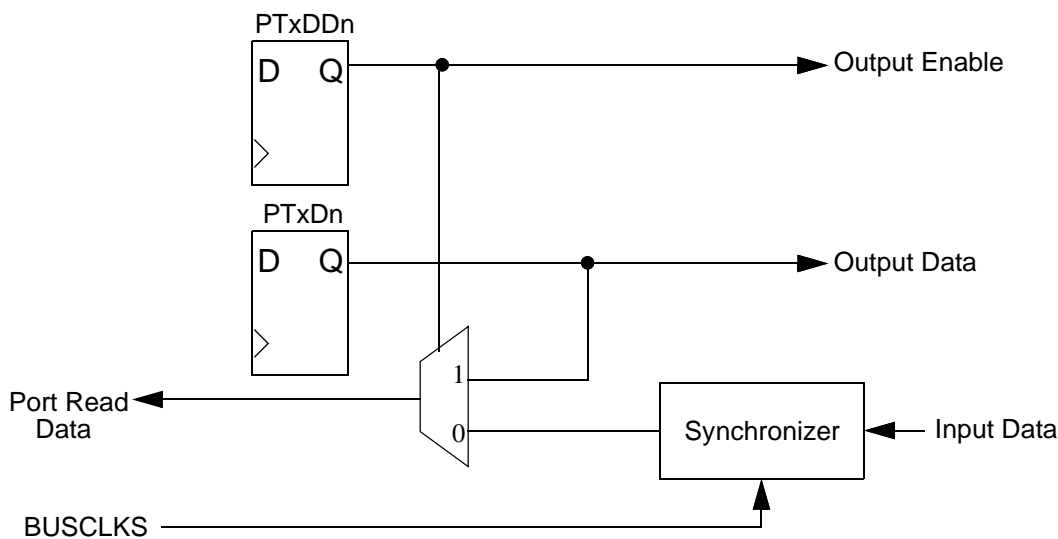 PTxDDn
D Q
Output Enable
PTxDn
D Q
Output Data
1
Port Read
Data
0
Synchronizer
Input Data
BUSCLKS